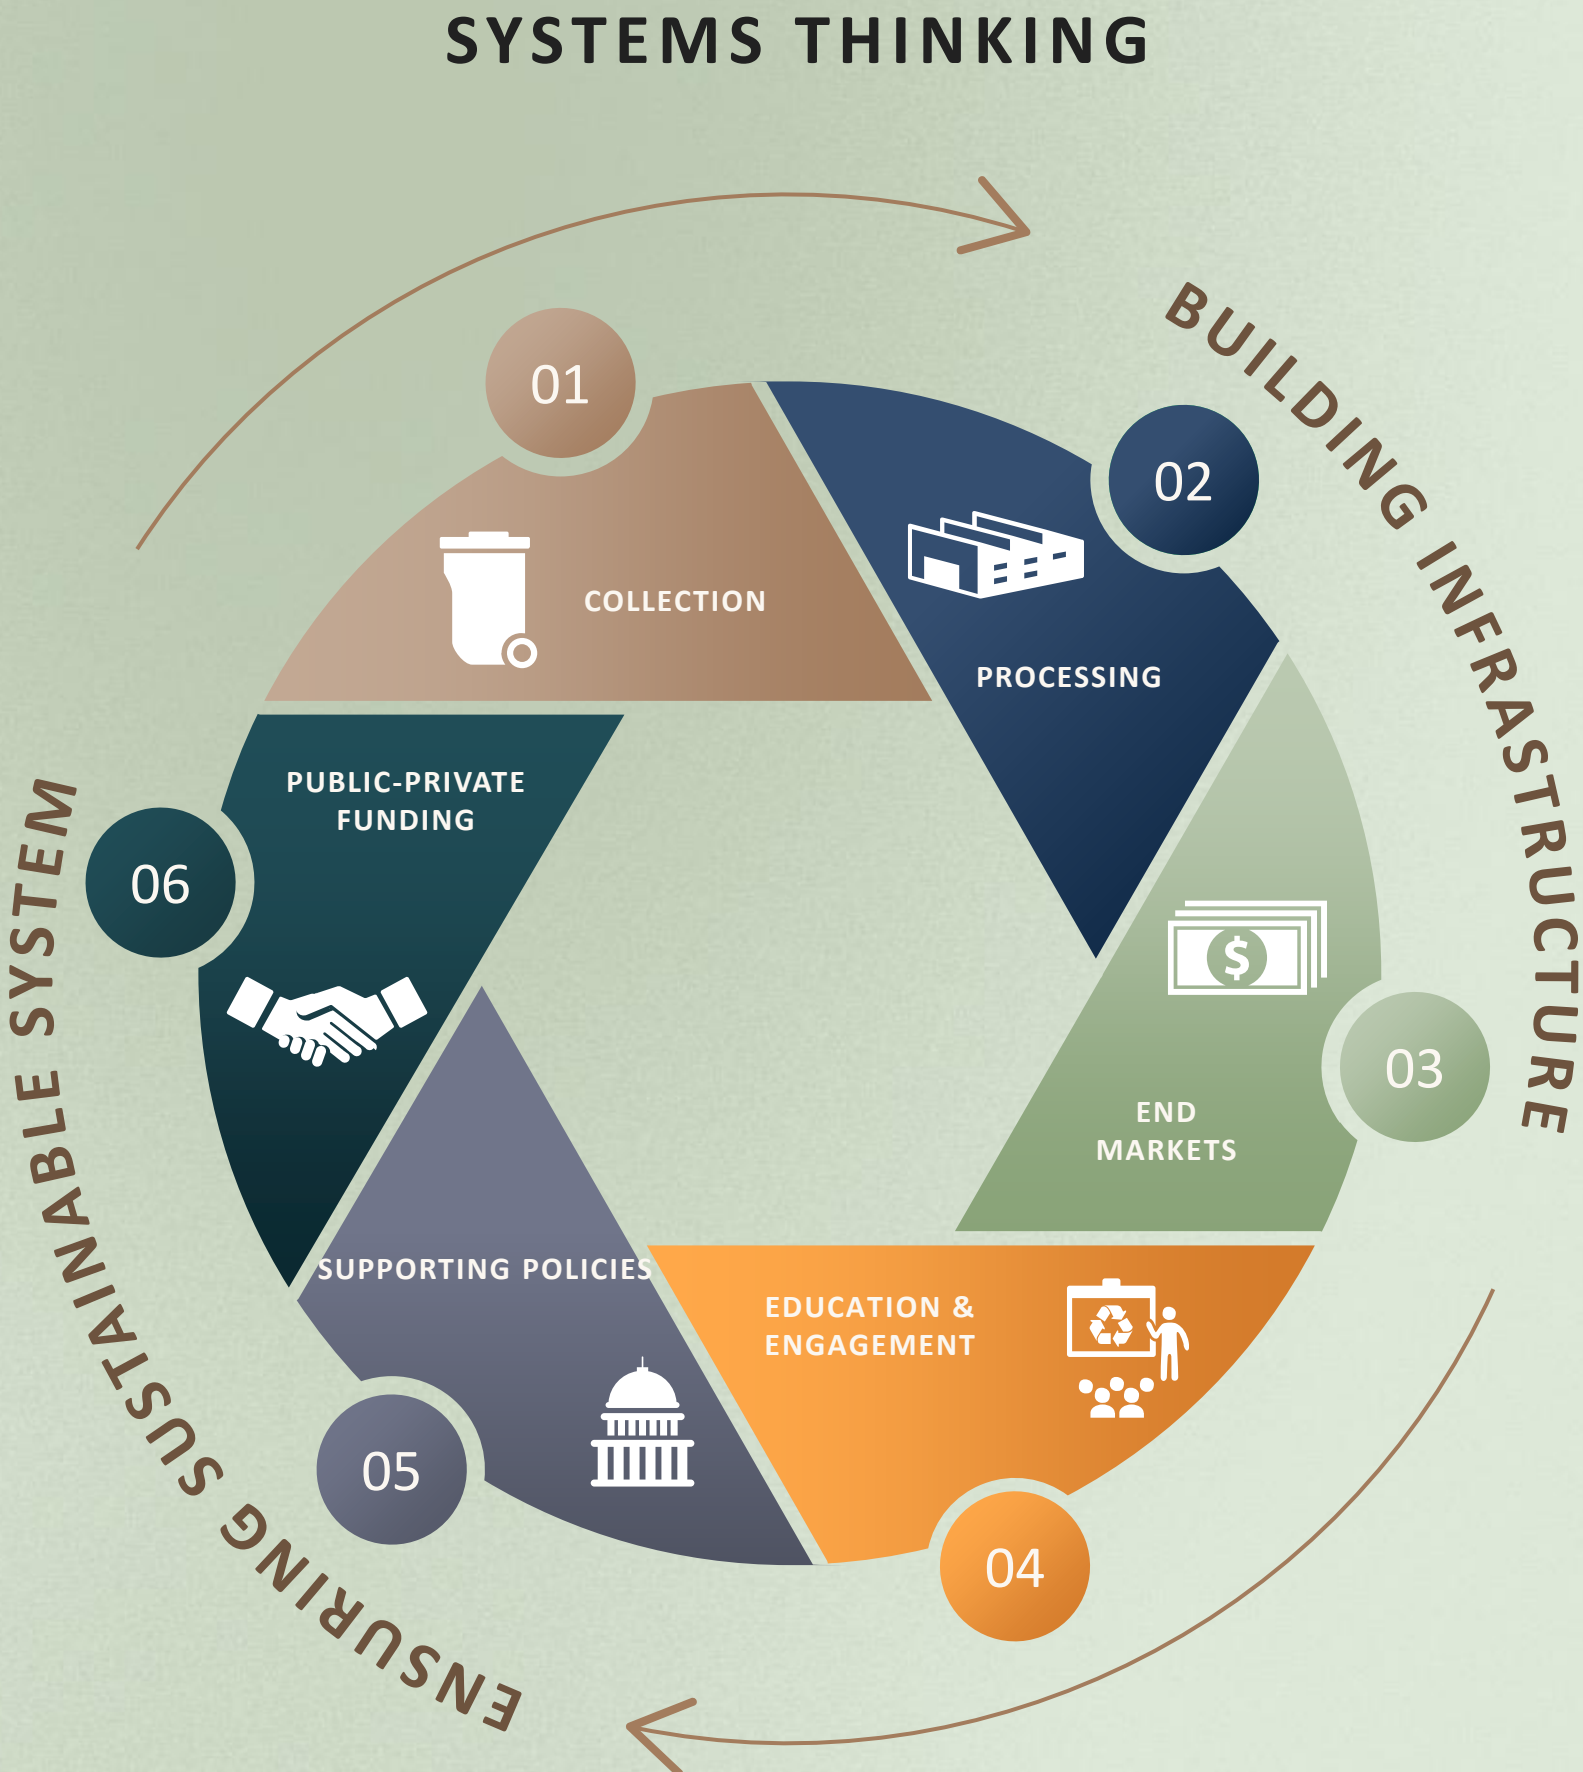 SYSTEMS THINKING
BUILDING INFRASTRUCTURE
01
COLLECTION
02
PROCESSING
$
03
END
MARKETS
04
EDUCATION &
ENGAGEMENT
05
SUPPORTING POLICIES
06
PUBLIC-PRIVATE
FUNDING
ENSURING SUSTAINABLE SYSTEM